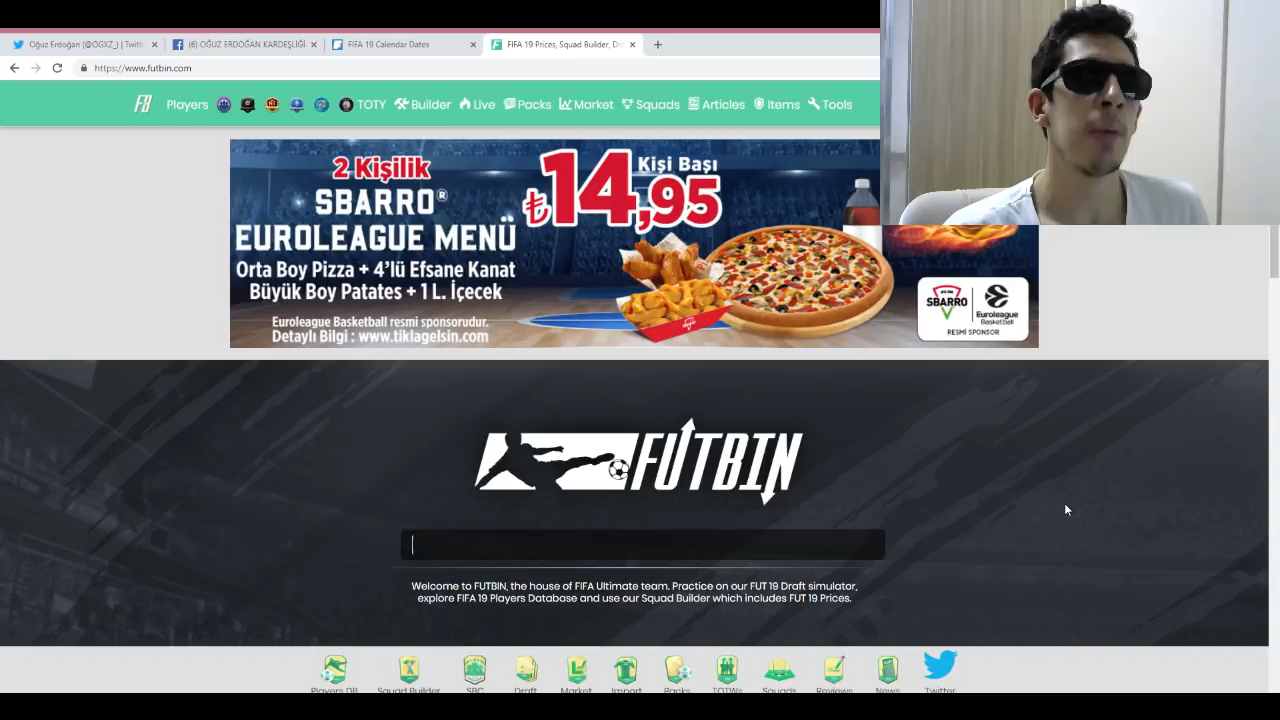 Oğuz Erdoğan (@OGXZ_) | Twitt
(6) OĞUZ ERDOĞAN KARDEŞLİĞİ
FIFA 19 Calendar Dates
FIFA 19 Prices, Squad Builder, Dr
https://www.futbin.com
Players
TOTY
Builder
Live
Packs
Market
Squads
Articles
Items
Tools
2 Kişilik
SBARRO®
EUROLEAGUE MENÜ
Orta Boy Pizza + 4'lü Efsane Kanat
Büyük Boy Patates + 1 L. İçecek
Euroleague Basketball resmi sponsorudur.
Detaylı Bilgi : www.tiklagelsin.com
₺14,95
Kişi Başı
SBARRO
Euroleague
Basketball
RESMİ SPONSOR
FUTBIN
Welcome to FUTBIN, the house of FIFA Ultimate team. Practice on our FUT 19 Draft simulator,
explore FIFA 19 Players Database and use our Squad Builder which includes FUT 19 Prices.
Players DB
Squad Builder
SBC
Draft
Market
Import
Packs
TOTWs
Squads
Reviews
News
Twitter